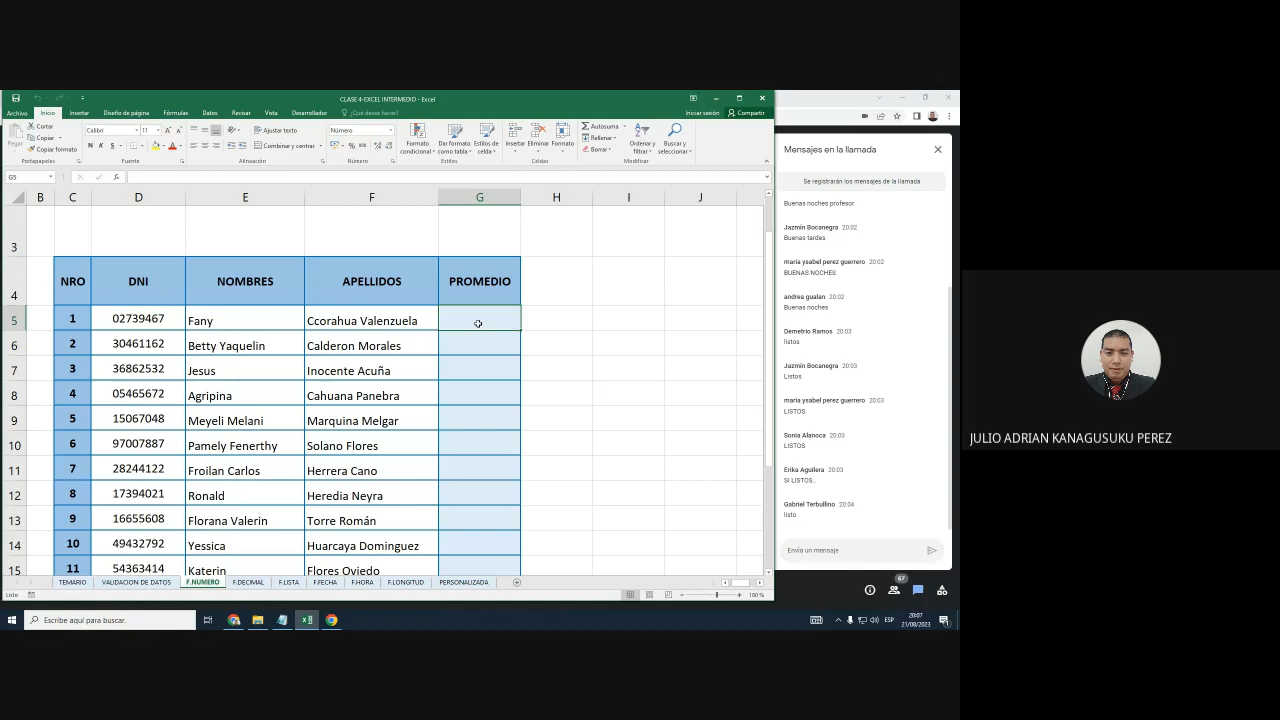 CLASE 4-EXCEL INTERMEDIO - Excel
Archivo Inicio Insertar Diseño de página Fórmulas Datos Revisar Vista Desarrollador ¿Qué desea hacer? Iniciar sesión Compartir
Pegar
Cortar
Copiar
Copiar formato
Portapapeles
Calibri 11
N K S
Fuente
Ajustar texto
Combinar y centrar
Alineación
Número
Número
Formato condicional
Dar formato como tabla
Estilos de celda
Estilos
Insertar Eliminar Formato
Celdas
Autosuma
Rellenar
Borrar
Ordenar y filtrar
Buscar y seleccionar
Modificar
G5
B C D E F G H I J
3
4 NRO DNI NOMBRES APELLIDOS PROMEDIO
5 1 02739467 Fany Ccorahua Valenzuela
6 2 30461162 Betty Yaquelin Calderon Morales
7 3 36862532 Jesus Inocente Acuña
8 4 05465672 Agripina Cahuana Panebra
9 5 15067048 Meyeli Melani Marquina Melgar
10 6 97007887 Pamely Fenerthy Solano Flores
11 7 28244122 Froilan Carlos Herrera Cano
12 8 17394021 Ronald Heredia Neyra
13 9 16655608 Florana Valerin Torre Román
14 10 49432792 Yessica Huarcaya Dominguez
15 11 54363414 Katerin Flores Oviedo
TEMARIO VALIDACION DE DATOS F.NUMERO F.DECIMAL F.LISTA F.FECHA F.HORA F.LONGITUD PERSONALIZADA
Listo
Escribe aquí para buscar.
ESP
20:07
21/08/2023
Mensajes en la llamada
Se registrarán los mensajes de la llamada
Buenas noches profesor
Jazmín Bocanegra 20:02
Buenas tardes
maria ysabel perez guerrero 20:02
BUENAS NOCHES
andrea gualan 20:02
Buenas noches
Demetrio Ramos 20:03
listos
Jazmín Bocanegra 20:03
Listos
maria ysabel perez guerrero 20:03
LISTOS
Sonia Alanoca 20:03
LISTOS
Erika Aguilera 20:03
SI LISTOS..
Gabriel Terbullino 20:04
listo
Envía un mensaje
67
JULIO ADRIAN KANAGUSUKU PEREZ